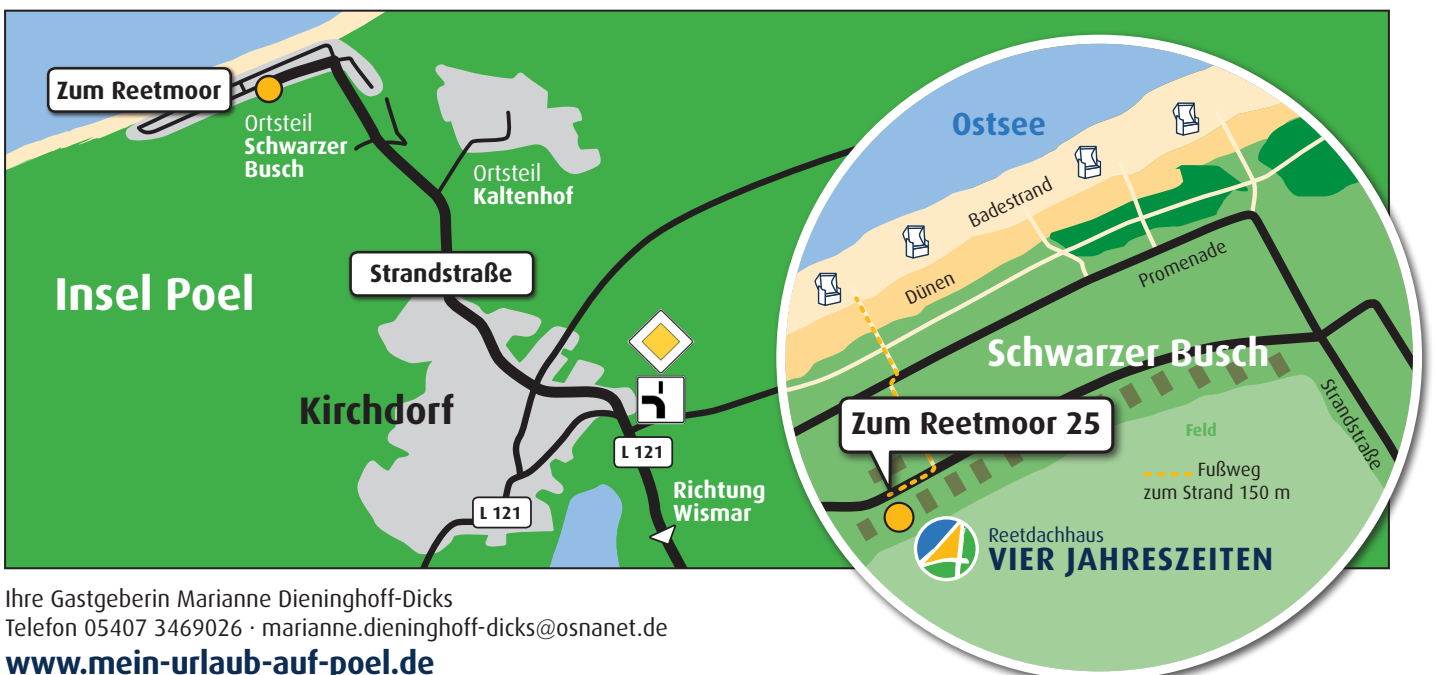 Zum Reetmoor
Ortsteil
Schwarzer
Busch
Ortsteil
Kaltenhof
Insel Poel
Strandstraße
Kirchdorf
L 121
L 121
Richtung
Wismar
Ostsee
Badestrand
Dünen
Promenade
Schwarzer Busch
Strandstraße
Zum Reetmoor 25
Feld
Fußweg
zum Strand 150 m
Reetdachhaus
VIER JAHRESZEITEN
Ihre Gastgeberin Marianne Dieninghoff-Dicks
Telefon 05407 3469026 · marianne.dieninghoff-dicks@osnanet.de
www.mein-urlaub-auf-poel.de